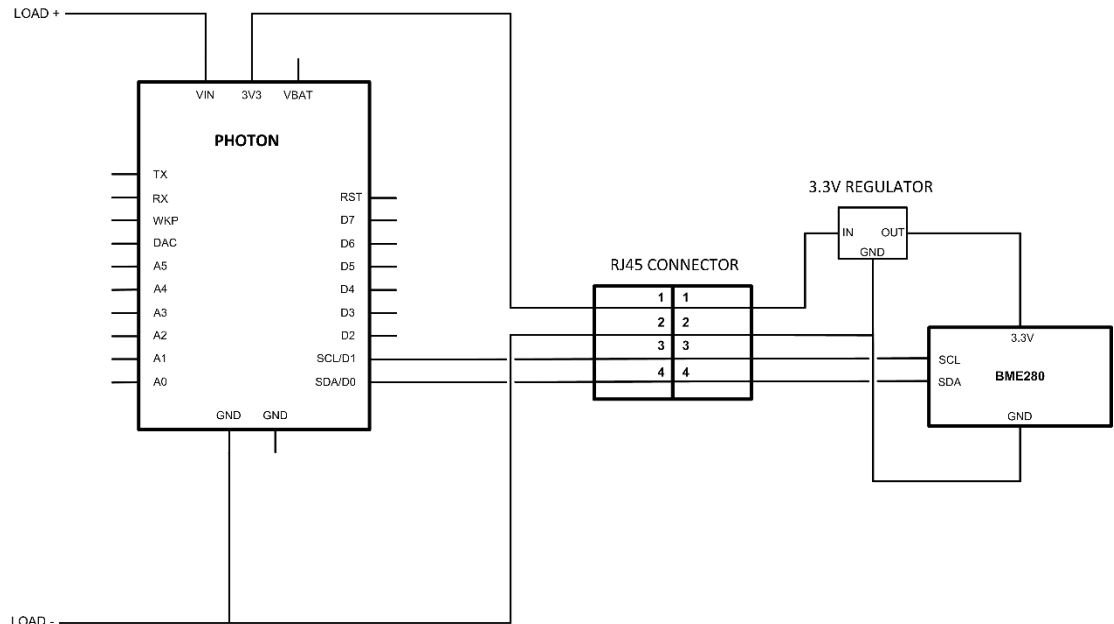 LOAD +
VIN 3V3 VBAT
PHOTON
TX
RX
WKP
DAC
A5
A4
A3
A2
A1
A0
RST
D7
D6
D5
D4
D3
D2
SCL/D1
SDA/D0
GND GND
LOAD -
RJ45 CONNECTOR
1 1
2 2
3 3
4 4
3.3V REGULATOR
IN OUT
GND
3.3V
SCL
SDA
BME280
GND